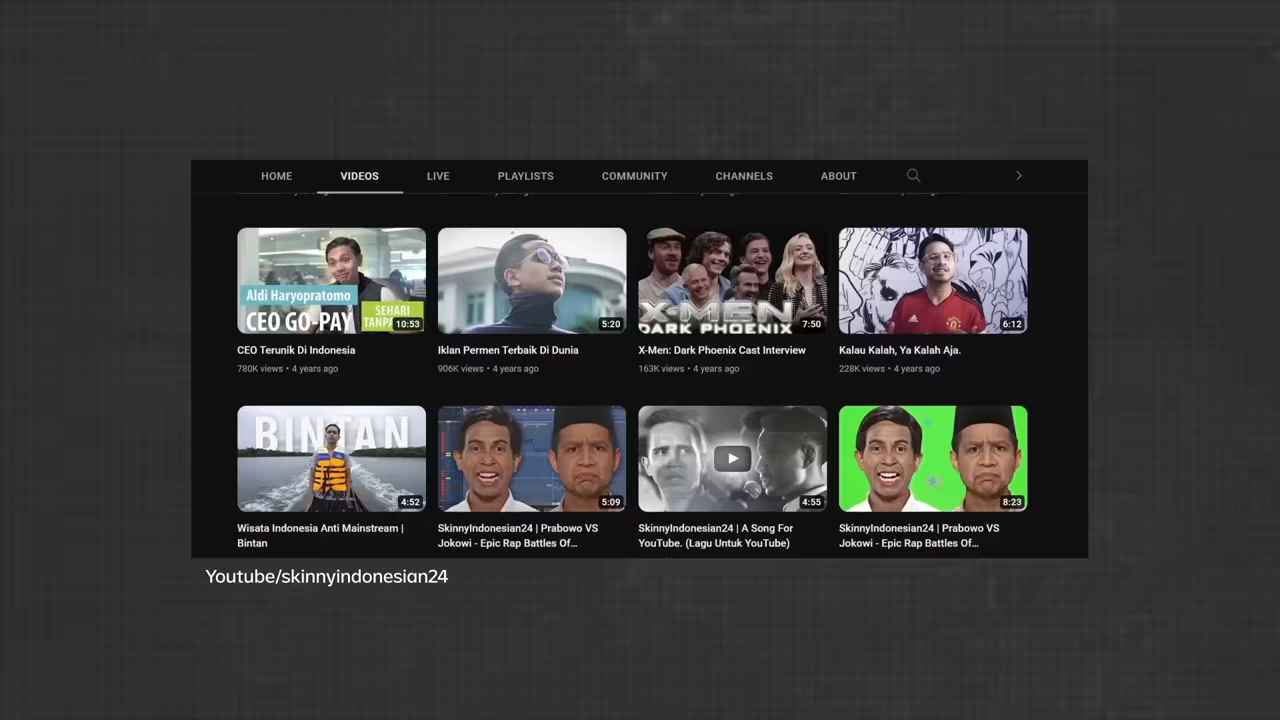 HOME VIDEOS LIVE PLAYLISTS COMMUNITY CHANNELS ABOUT
Aldi Haryopratomo
CEO GO-PAY
SEHARI
10:53
5:20
X-MEN
DARK PHOENIX
7:50
6:12
CEO Terunik Di Indonesia
780K views • 4 years ago
Iklan Permen Terbaik Di Dunia
906K views • 4 years ago
X-Men: Dark Phoenix Cast Interview
163K views • 4 years ago
Kalau Kalah, Ya Kalah Aja.
228K views • 4 years ago
BINTAN
4:52
5:09
4:55
8:23
Wisata Indonesia Anti Mainstream |
Bintan
SkinnyIndonesian24 | Prabowo VS
Jokowi - Epic Rap Battles Of...
SkinnyIndonesian24 | A Song For
YouTube. (Lagu Untuk YouTube)
SkinnyIndonesian24 | Prabowo VS
Jokowi - Epic Rap Battles Of...
Youtube/skinnyindonesian24